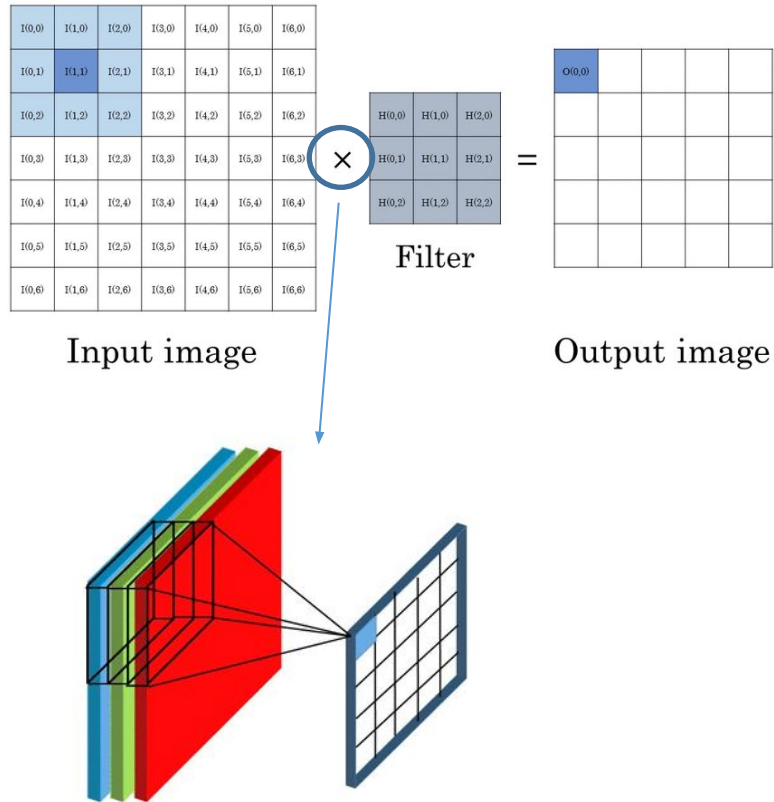 I(0,0) I(1,0) I(2,0) I(3,0) I(4,0) I(5,0) I(6,0)
I(0,1) I(1,1) I(2,1) I(3,1) I(4,1) I(5,1) I(6,1)
I(0,2) I(1,2) I(2,2) I(3,2) I(4,2) I(5,2) I(6,2)
I(0,3) I(1,3) I(2,3) I(3,3) I(4,3) I(5,3) I(6,3)
I(0,4) I(1,4) I(2,4) I(3,4) I(4,4) I(5,4) I(6,4)
I(0,5) I(1,5) I(2,5) I(3,5) I(4,5) I(5,5) I(6,5)
I(0,6) I(1,6) I(2,6) I(3,6) I(4,6) I(5,6) I(6,6)
Input image
×
H(0,0) H(1,0) H(2,0)
H(0,1) H(1,1) H(2,1)
H(0,2) H(1,2) H(2,2)
Filter
=
O(0,0)
Output image